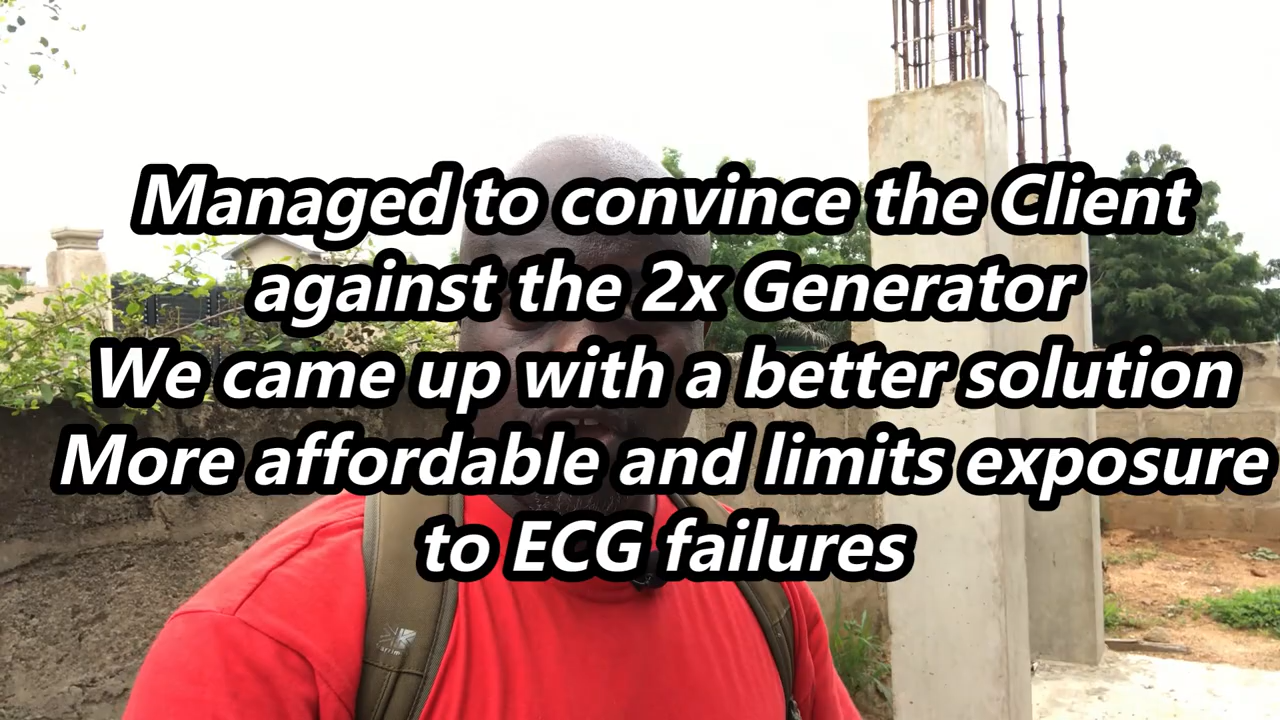 Managed to convince the Client
against the 2x Generator
We came up with a better solution
More affordable and limits exposure
to ECG failures